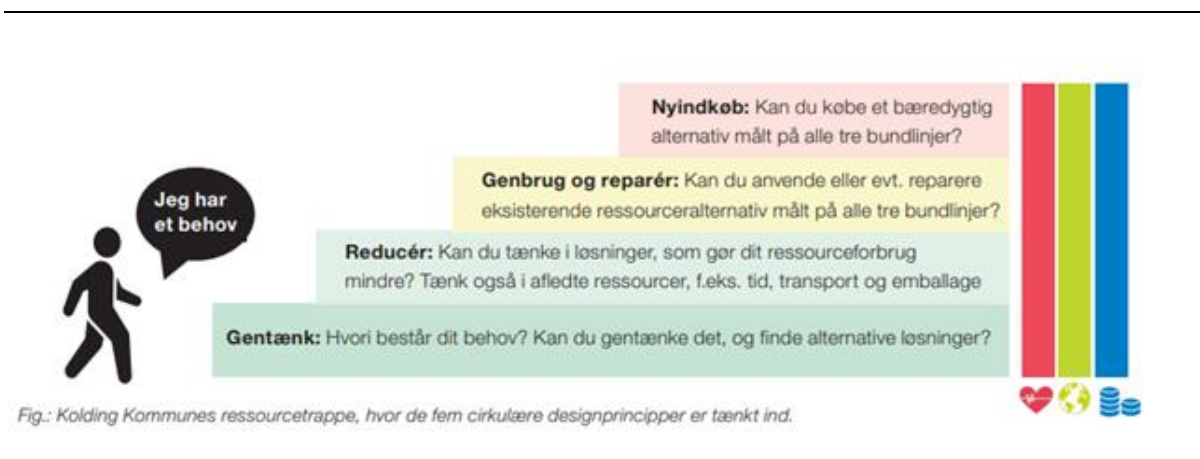 Nyindkøb: Kan du købe et bæredygtig
alternativ målt på alle tre bundlinjer?
Genbrug og reparér: Kan du anvende eller evt. reparere
eksisterende ressourceralternativ målt på alle tre bundlinjer?
Jeg har
et behov
Reducér: Kan du tænke i løsninger, som gør dit ressourceforbrug
mindre? Tænk også i afledte ressourcer, f.eks. tid, transport og emballage
Gentænk: Hvori består dit behov? Kan du gentænke det, og finde alternative løsninger?
Fig.: Kolding Kommunes ressourcetrappe, hvor de fem cirkulære designprincipper er tænkt ind.